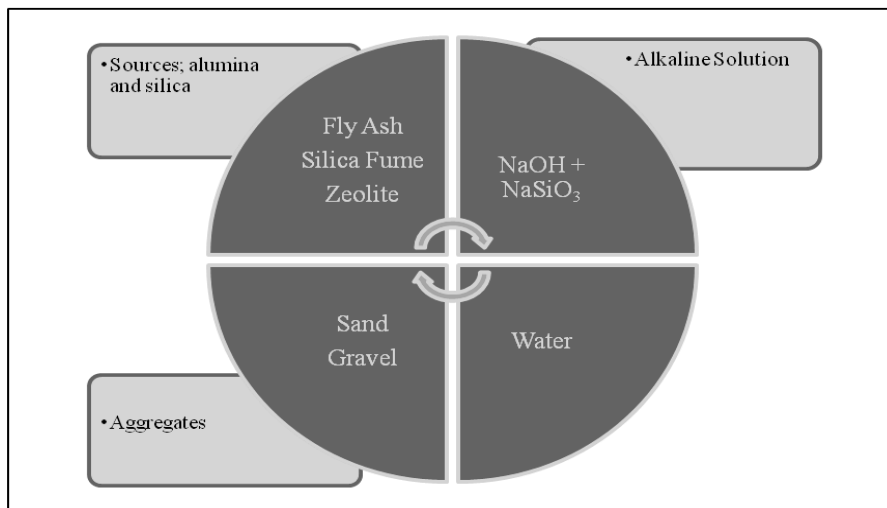 •Sources; alumina
and silica
•Alkaline Solution
Fly Ash
Silica Fume
Zeolite
NaOH +
NaSiO₃
Sand
Gravel
Water
•Aggregates